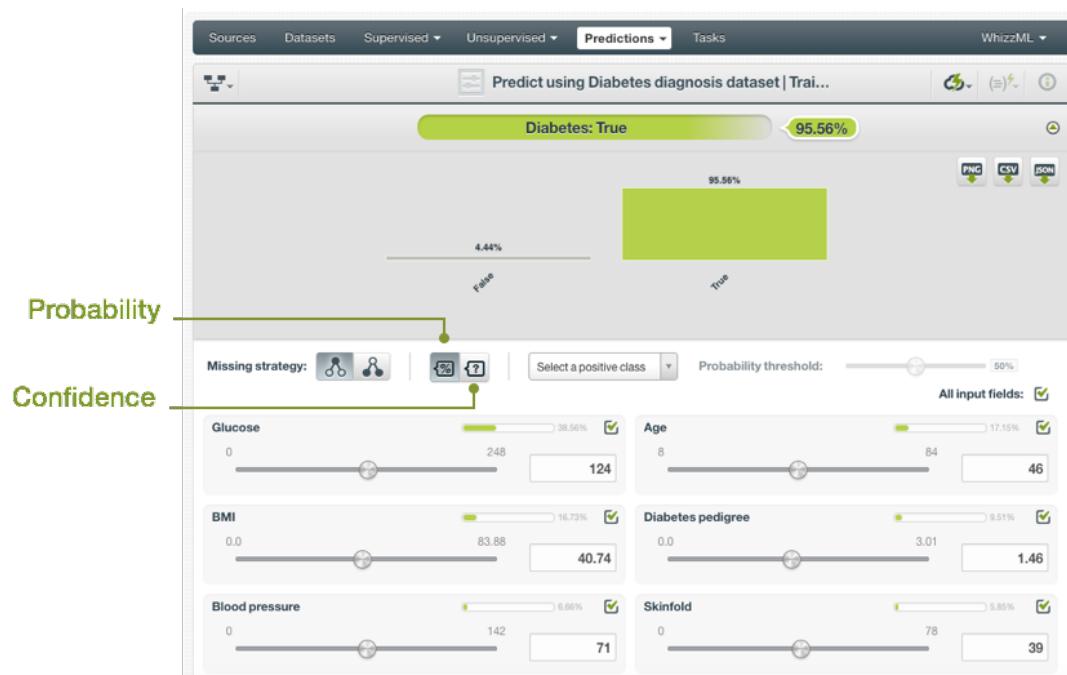 Sources Datasets Supervised Unsupervised Predictions Tasks WhizzML
Predict using Diabetes diagnosis dataset | Trai...
Diabetes: True 95.56%
PNG CSV JSON
95.56%
4.44%
False True
Probability
Missing strategy: % ? Select a positive class Probability threshold: 50%
Confidence
All input fields:
Glucose 38.56% Age 17.15%
0 248 8 84
124 46
BMI 16.73% Diabetes pedigree 9.51%
0.0 83.88 0.0 3.01
40.74 1.46
Blood pressure 6.66% Skinfold 5.85%
0 142 0 78
71 39